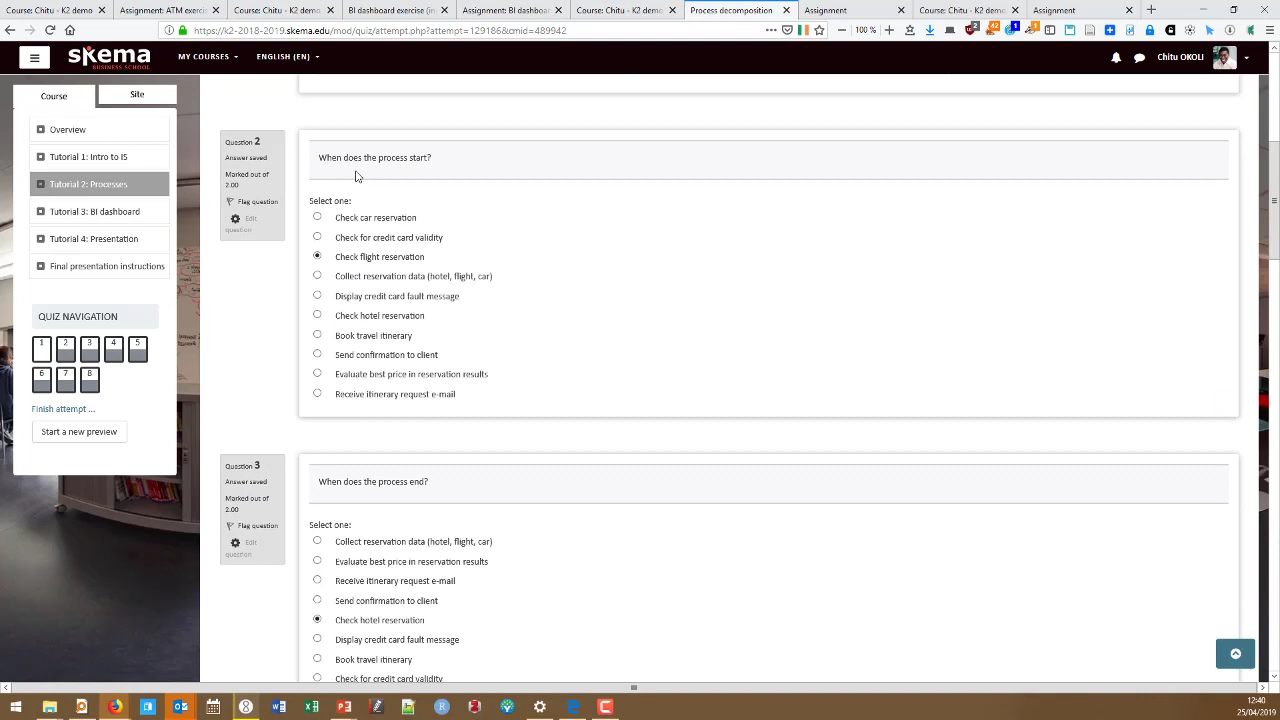 Course: Chitu - K2 demo
Assignment: ATM exercis
Course: Chitu - K2 demo
BI dashboard exercise (in
Assignment: BI dashboar
Course: Chitu - K2 demo
Process decomposition
Assignment
Course: Chitu - K2 demo
Assignment
https://k2-2018-2019.skema.edu/mod/quiz/attempt.php?attempt=129186&cmid=489942
100 %
2
42
1
1
skema
BUSINESS SCHOOL
MY COURSES
ENGLISH (EN)
Chitu OKOLI
Course
Site
Overview
Tutorial 1: Intro to IS
Tutorial 2: Processes
Tutorial 3: BI dashboard
Tutorial 4: Presentation
Final presentation instructions
QUIZ NAVIGATION
1 2 3 4 5
6 7 8
Finish attempt ...
Start a new preview
Question 2
Answer saved
Marked out of
2.00
Flag question
Edit
question
When does the process start?
Select one:
Check car reservation
Check for credit card validity
Check flight reservation
Collect reservation data (hotel, flight, car)
Display credit card fault message
Check hotel reservation
Book travel itinerary
Send confirmation to client
Evaluate best price in reservation results
Receive itinerary request e-mail
Question 3
Answer saved
Marked out of
2.00
Flag question
Edit
question
When does the process end?
Select one:
Collect reservation data (hotel, flight, car)
Evaluate best price in reservation results
Receive itinerary request e-mail
Send confirmation to client
Check hotel reservation
Display credit card fault message
Book travel itinerary
Check for credit card validity
12:40
25/04/2019